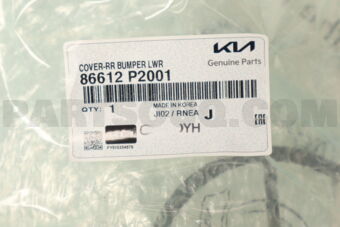 COVER-RR BUMPER LWR
86612 P2001
KIA
Genuine Parts
QTY: 1
MADE IN KOREA
JI02 / RNEA J
EAC